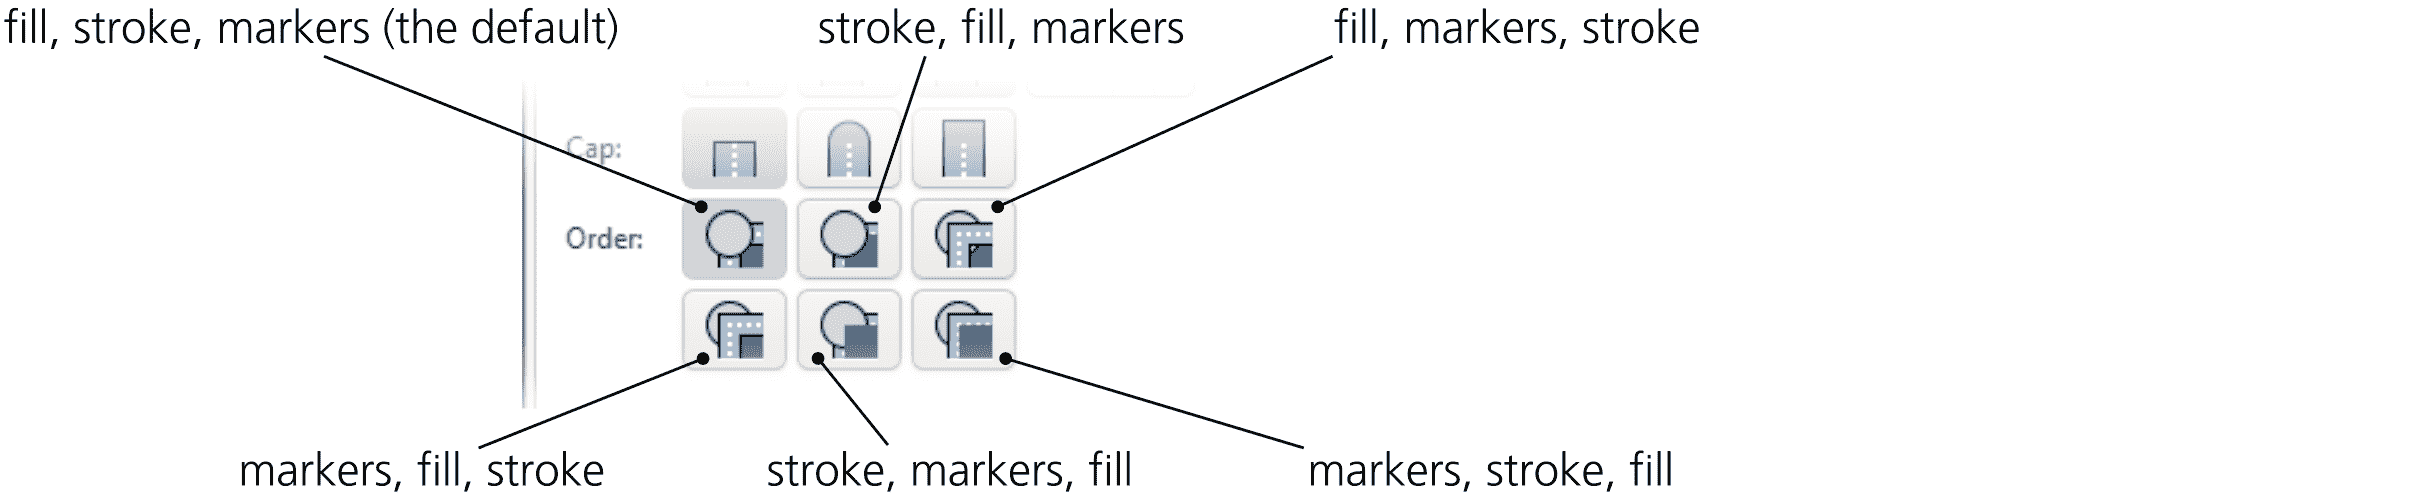 fill, stroke, markers (the default)
stroke, fill, markers
fill, markers, stroke
Cap:
Order:
markers, fill, stroke
stroke, markers, fill
markers, stroke, fill